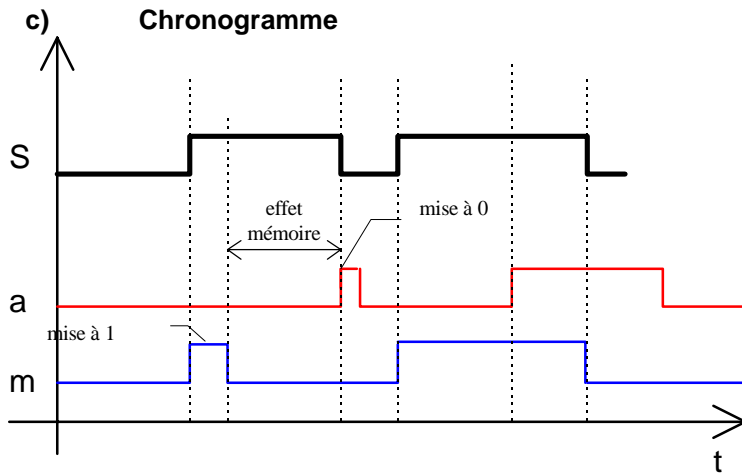 c) Chronogramme
S
effet
mémoire
mise à 0
a
mise à 1
m
t